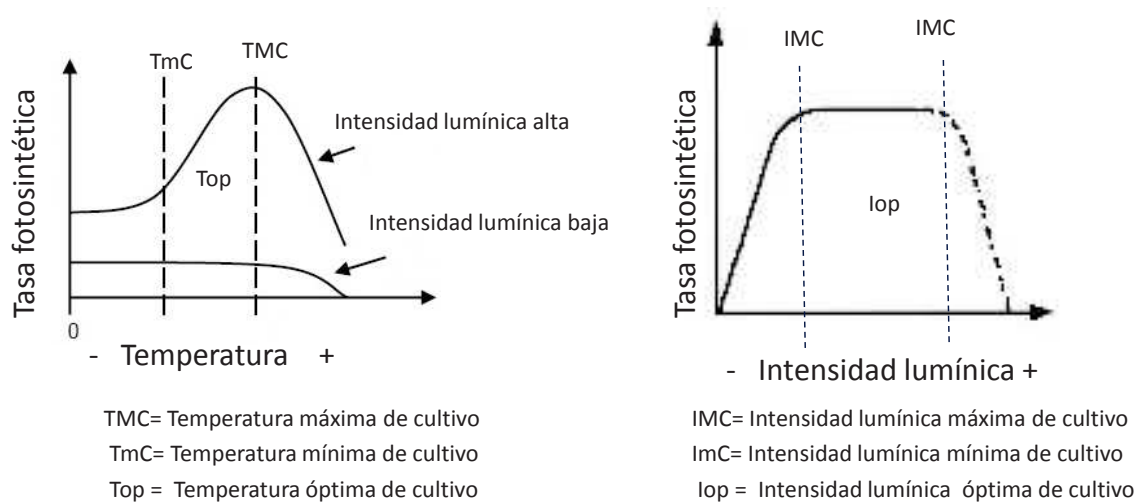 TmC
TMC
Tasa fotosintética
Intensidad lumínica alta
Top
Intensidad lumínica baja
0
- Temperatura +
TMC= Temperatura máxima de cultivo
TmC= Temperatura mínima de cultivo
Top = Temperatura óptima de cultivo
IMC
IMC
Tasa fotosintética
Iop
- Intensidad lumínica +
IMC= Intensidad lumínica máxima de cultivo
ImC= Intensidad lumínica mínima de cultivo
Iop = Intensidad lumínica óptima de cultivo